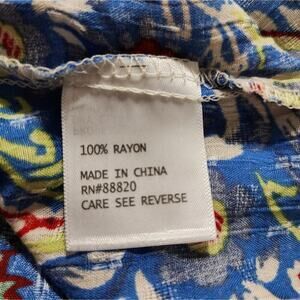 100% RAYON
MADE IN CHINA
RN#88820
CARE SEE REVERSE